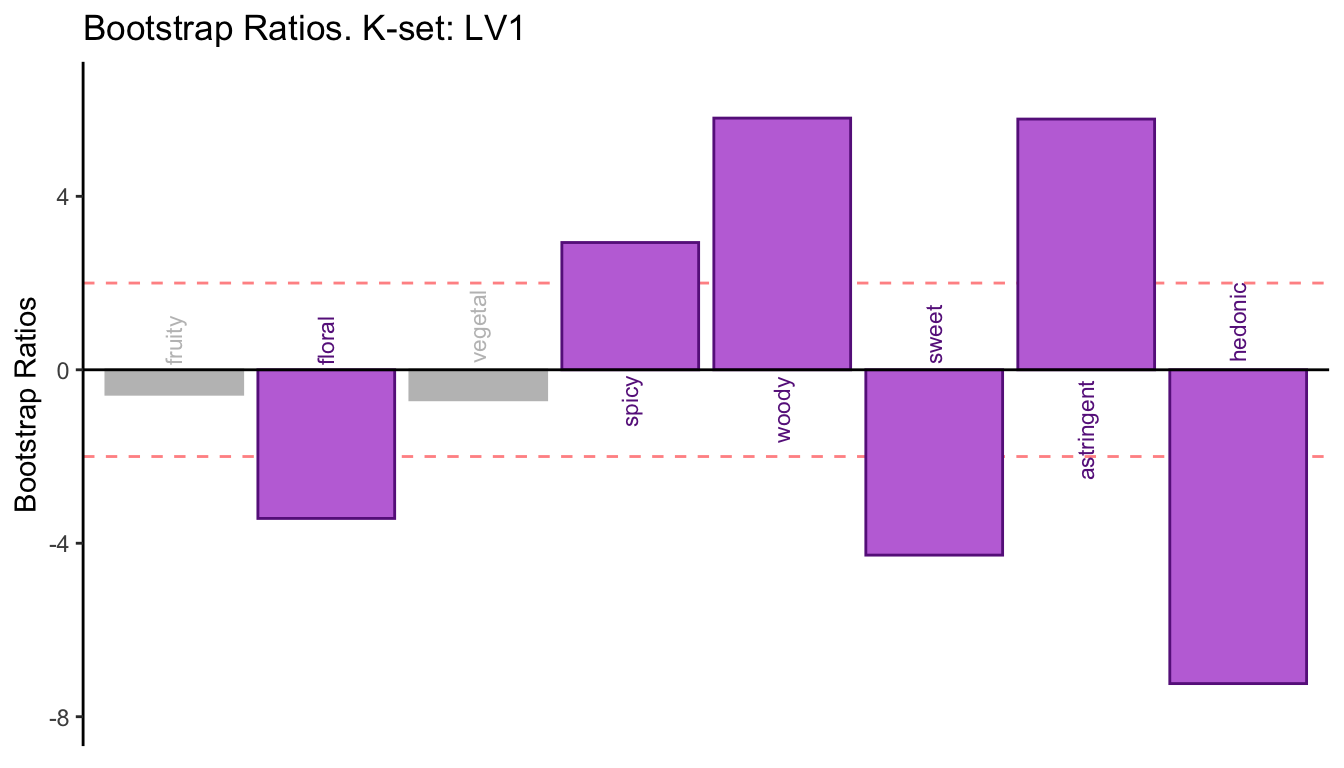 Bootstrap Ratios. K-set: LV1
Bootstrap Ratios
4
0
-4
-8
fruity
floral
vegetal
spicy
woody
sweet
astringent
hedonic